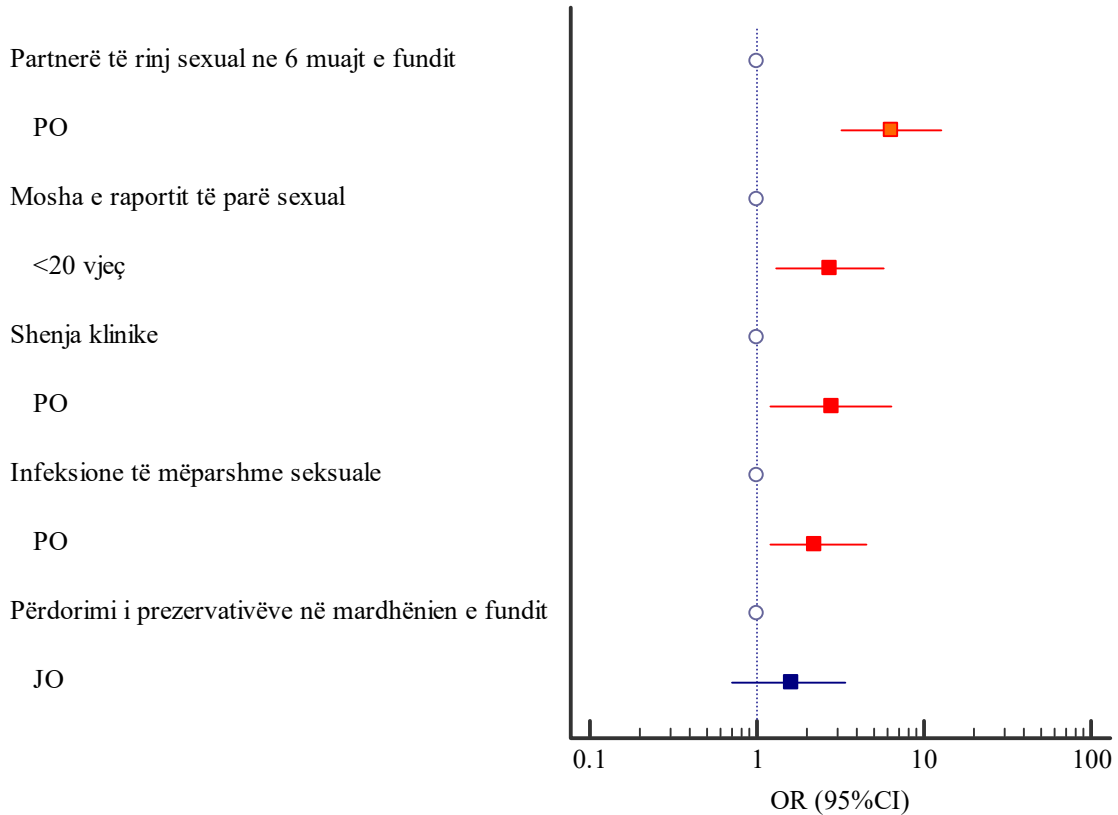 Partnerë të rinj sexual ne 6 muajt e fundit
PO
Mosha e raportit të parë sexual
<20 vjeç
Shenja klinike
PO
Infeksione të mëparshme seksuale
PO
Përdorimi i prezervativëve në mardhënien e fundit
JO
0.1 1 10 100
OR (95%CI)